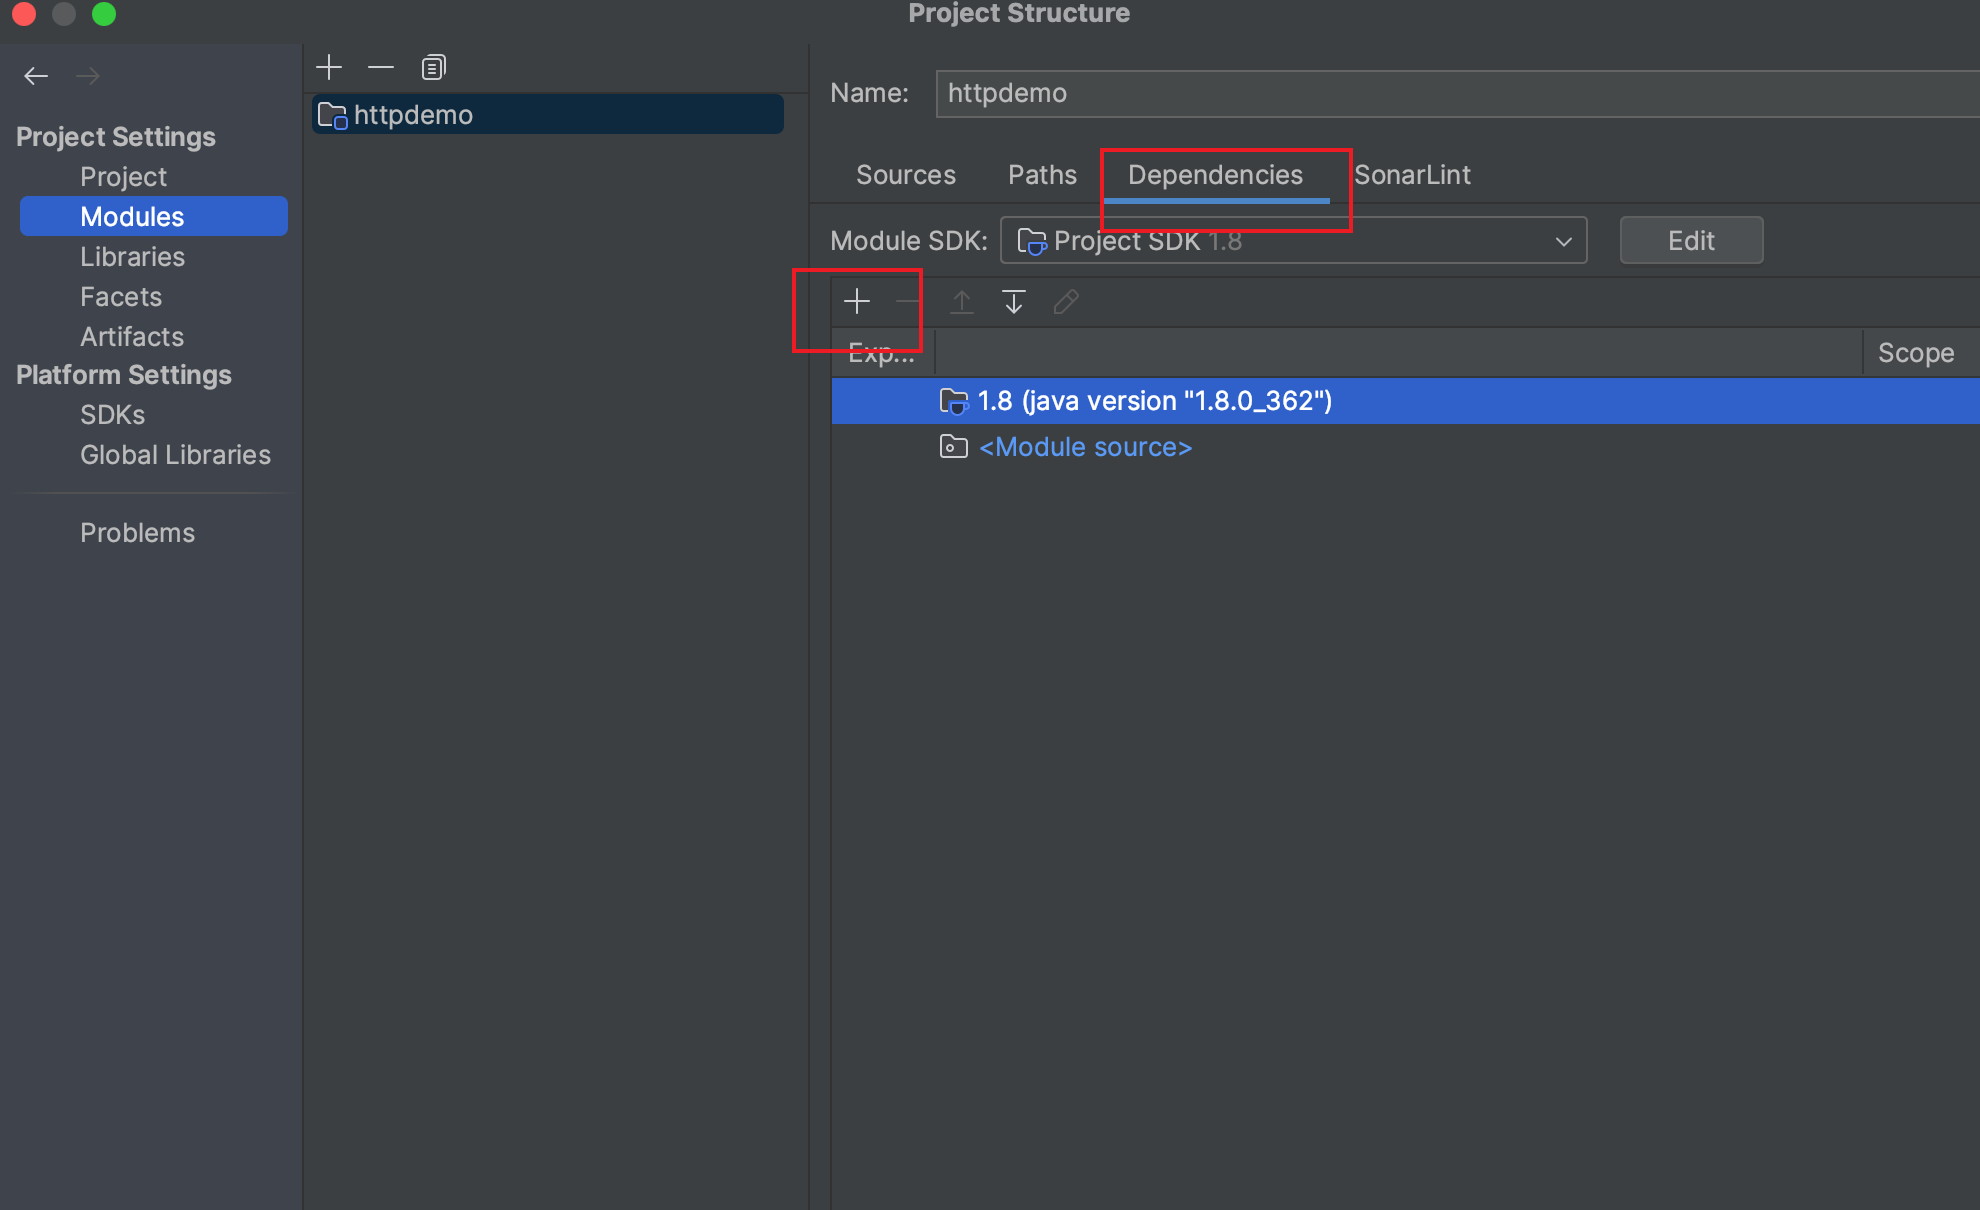 Project Structure
Project Settings
Project
Modules
Libraries
Facets
Artifacts
Platform Settings
SDKs
Global Libraries
Problems
httpdemo
Name: httpdemo
Sources Paths Dependencies SonarLint
Module SDK: Project SDK 1.8 Edit
Exp... Scope
1.8 (java version "1.8.0_362")
<Module source>